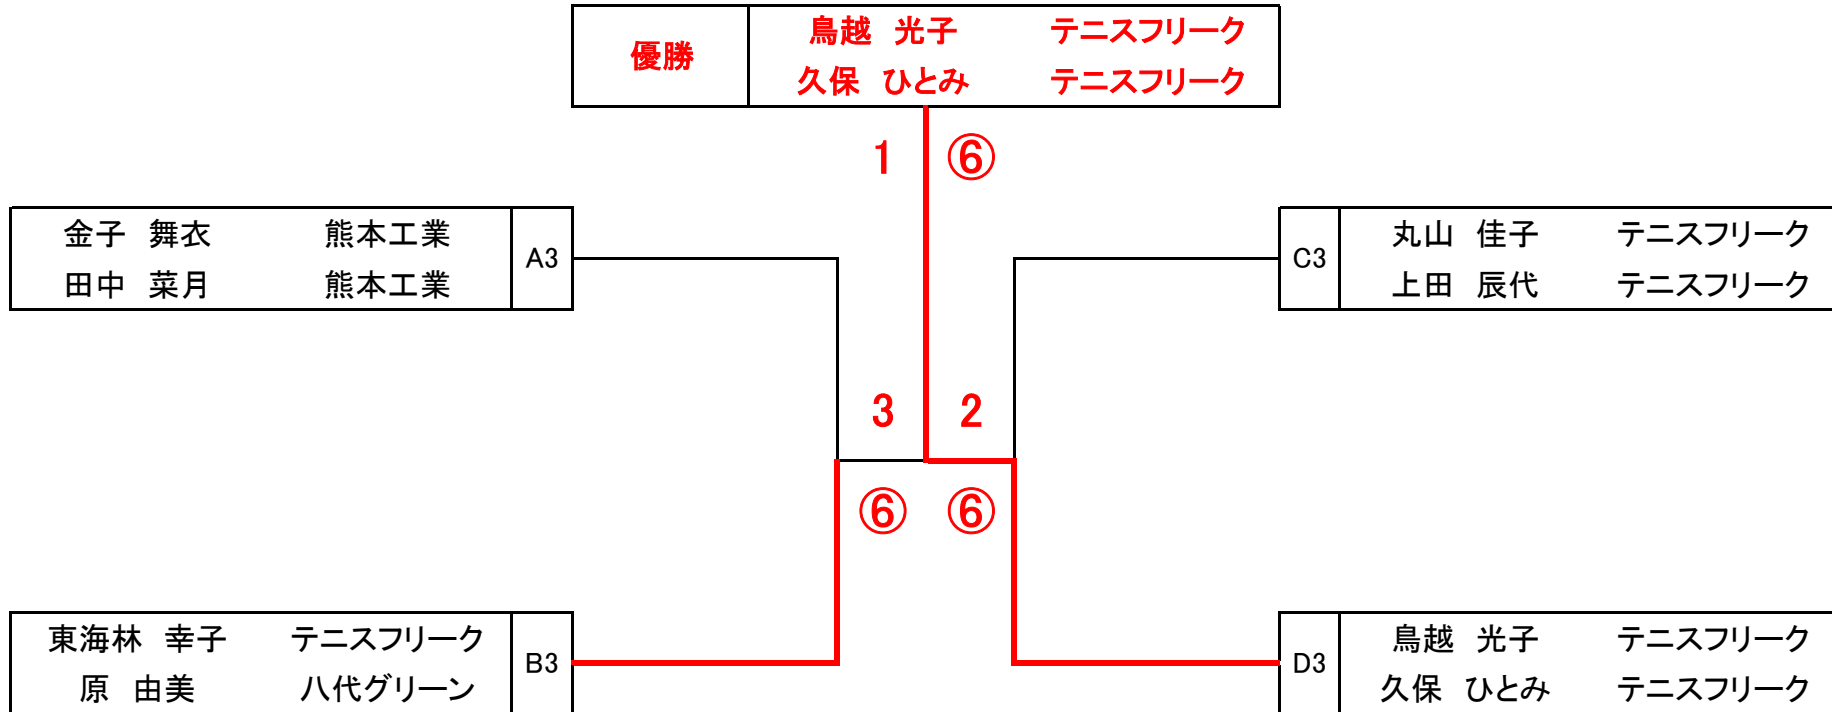 優勝
鳥越 光子 テニスフリーク
久保 ひとみ テニスフリーク
1 ⑥
金子 舞衣 熊本工業
田中 菜月 熊本工業
A3
C3
丸山 佳子 テニスフリーク
上田 辰代 テニスフリーク
3 2
⑥ ⑥
東海林 幸子 テニスフリーク
原 由美 八代グリーン
B3
D3
鳥越 光子 テニスフリーク
久保 ひとみ テニスフリーク